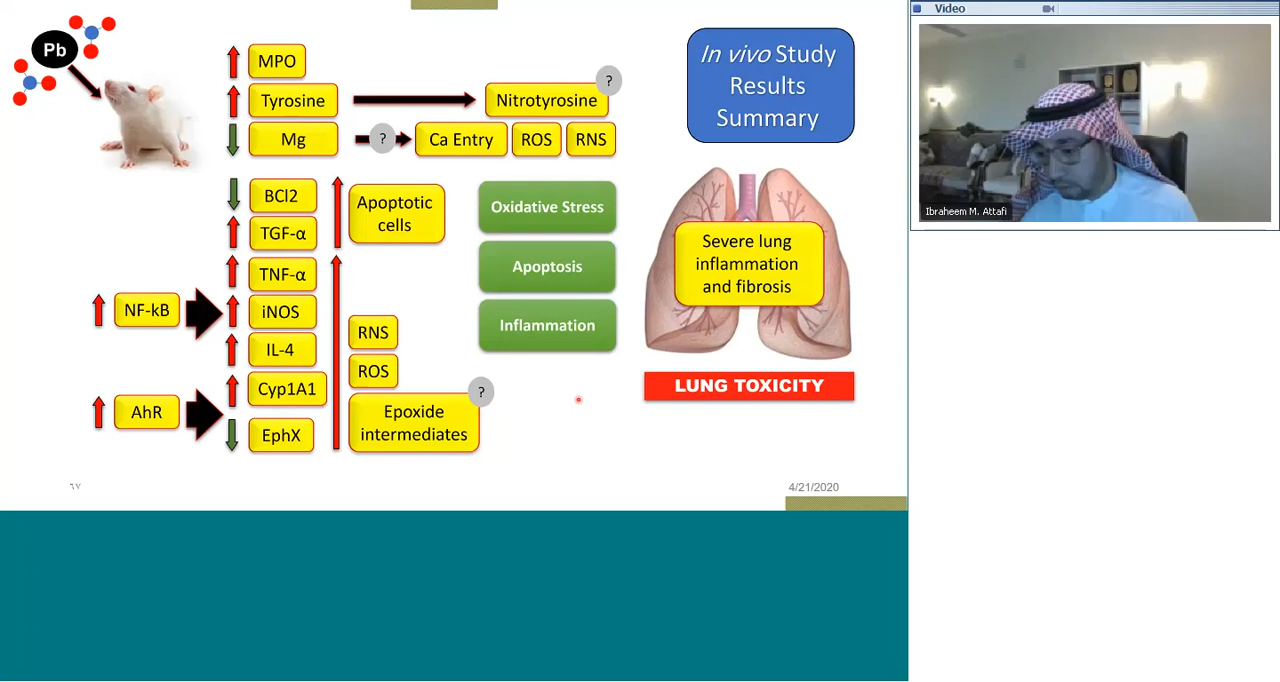 Video
Pb
MPO
Tyrosine
Mg
?
Nitrotyrosine
?
Ca Entry
ROS
RNS
In vivo Study
Results
Summary
BCl2
TGF-α
TNF-α
iNOS
IL-4
Cyp1A1
EphX
NF-kB
AhR
Apoptotic
cells
RNS
ROS
Epoxide
intermediates
?
Oxidative Stress
Apoptosis
Inflammation
Severe lung
inflammation
and fibrosis
LUNG TOXICITY
Ibraheem M. Attafi
٦٧
4/21/2020